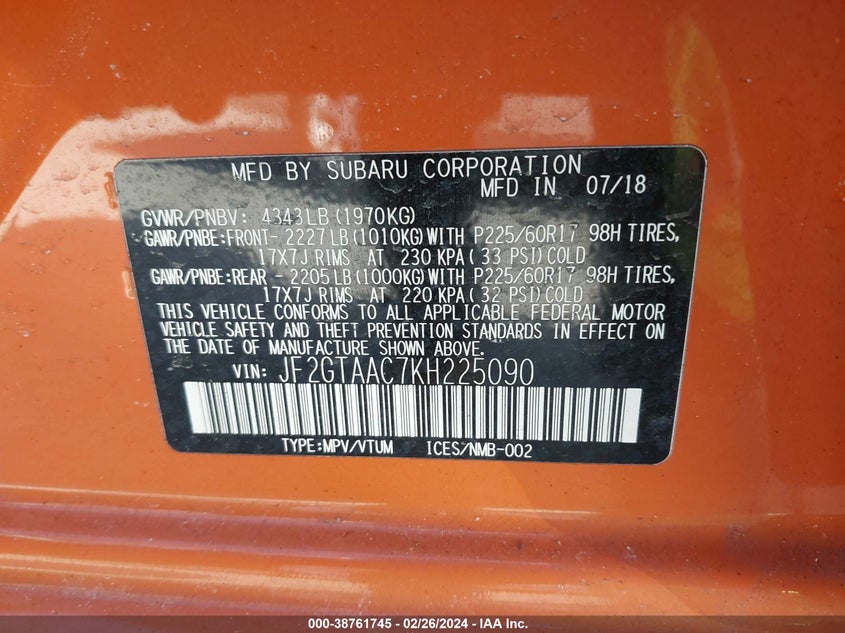 MFD BY SUBARU CORPORATION
MFD IN 07/18
GVWR/PNBV: 4343LB(1970KG)
GAWR/PNBE:FRONT- 2227LB(1010KG)WITH P225/60R17 98H TIRES,
17X7J RIMS AT 230 KPA( 33 PSI)COLD
GAWR/PNBE:REAR - 2205LB(1000KG)WITH P225/60R17 98H TIRES,
17X7J RIMS AT 220 KPA( 32 PSI)COLD
THIS VEHICLE CONFORMS TO ALL APPLICABLE FEDERAL MOTOR
VEHICLE SAFETY AND THEFT PREVENTION STANDARDS IN EFFECT ON
THE DATE OF MANUFACTURE SHOWN ABOVE.
VIN: JF2GTAAC7KH225090
TYPE:MPV/VTUM ICES/NMB-002
000-38761745 - 02/26/2024 - IAA Inc.